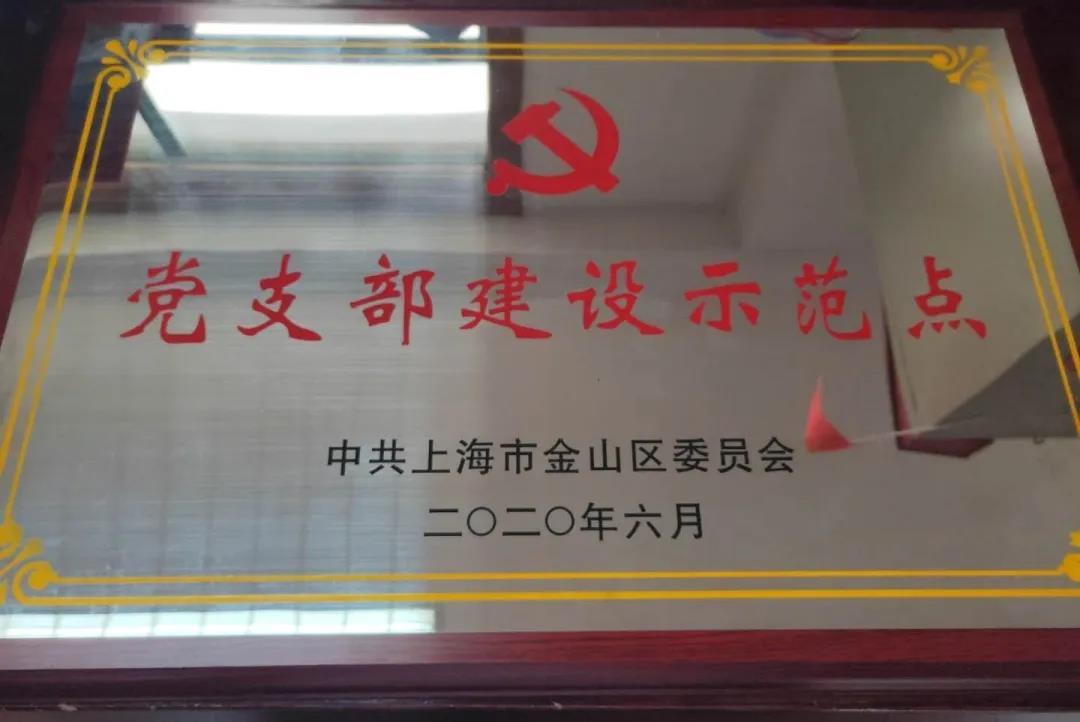 党支部建设示范点
中共上海市金山区委员会
二〇二〇年六月